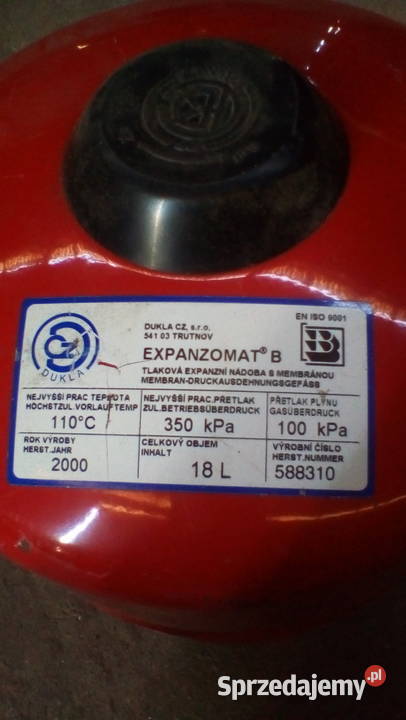 EN ISO 9001
DUKLA CZ, s.r.o.
541 03 TRUTNOV
DUKLA
EXPANZOMAT® B
TLAKOVÁ EXPANZNÍ NÁDOBA S MEMBRÁNOU
MEMBRAN-DRUCKAUSDEHNUNGSGEFÄSS
NEJVYŠŠÍ PRAC TEPLOTA
HÖCHSTZUL VORLAUFTEMP
110°C
NEJVYŠŠÍ PRAC.PŘETLAK
ZUL.BETRIEBSÜBERDRUCK
350 kPa
PŘETLAK PLYNU
GASÜBERDRUCK
100 kPa
ROK VÝROBY
HERST.JAHR
2000
CELKOVÝ OBJEM
INHALT
18 L
VÝROBNÍ ČÍSLO
HERST.NUMMER
588310
Sprzedajemy.pl